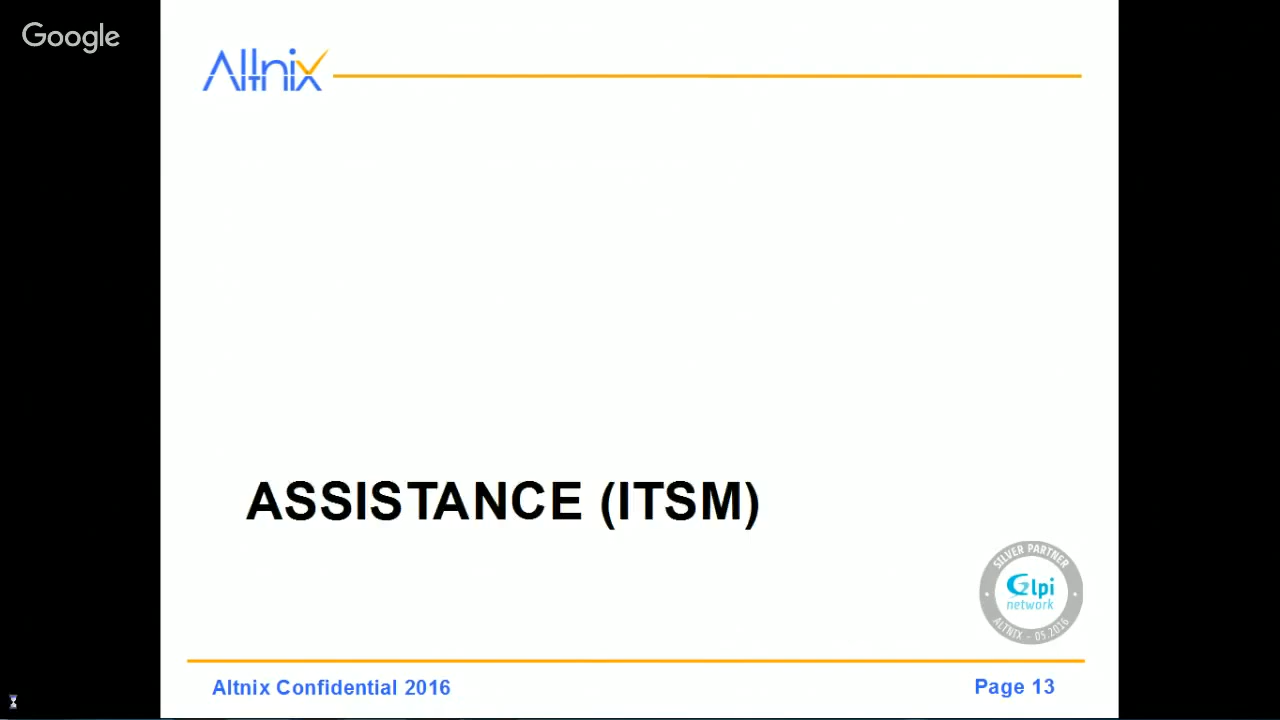 Google
Altnix
ASSISTANCE (ITSM)
SILVER PARTNER
Glpi
network
ALTNIX - 05.2016
Altnix Confidential 2016
Page 13